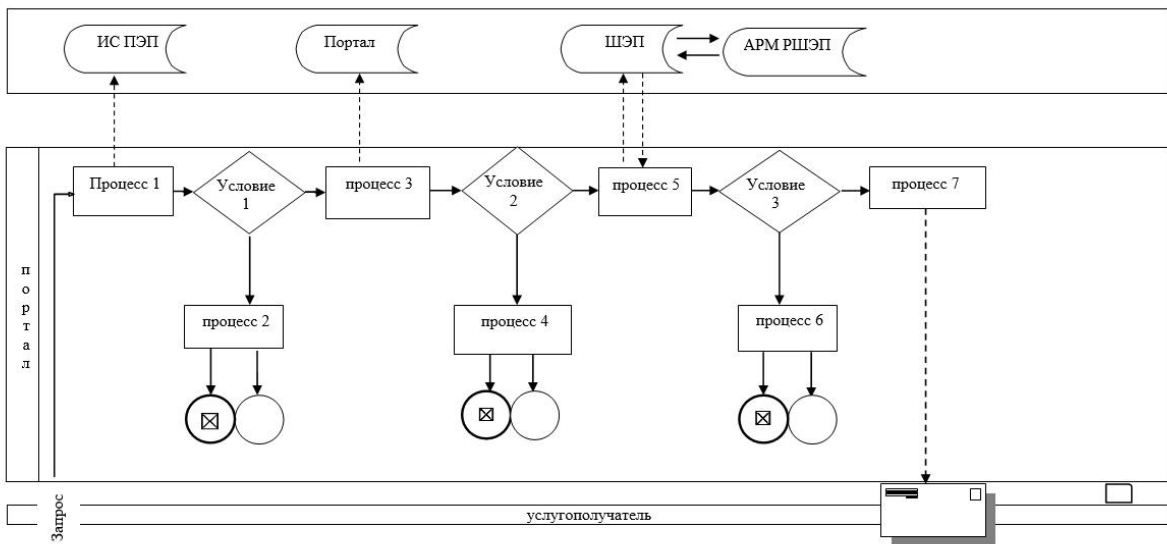 ИС ПЭП
Портал
ШЭП
АРМ РШЭП
Процесс 1
Условие
1
процесс 3
Условие
2
процесс 5
Условие
3
процесс 7
портал
процесс 2
процесс 4
процесс 6
Запрос
услугополучатель